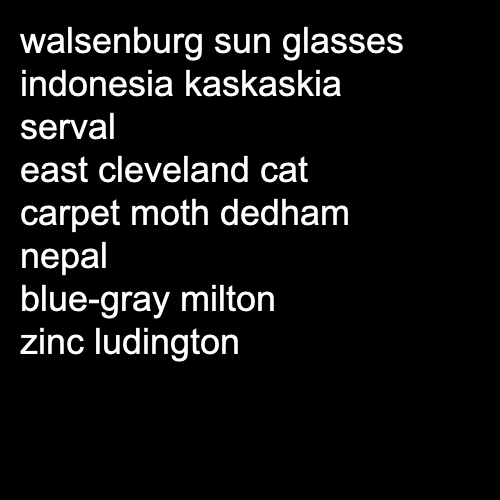 walsenburg sun glasses
indonesia kaskaskia
serval
east cleveland cat
carpet moth dedham
nepal
blue-gray milton
zinc ludington